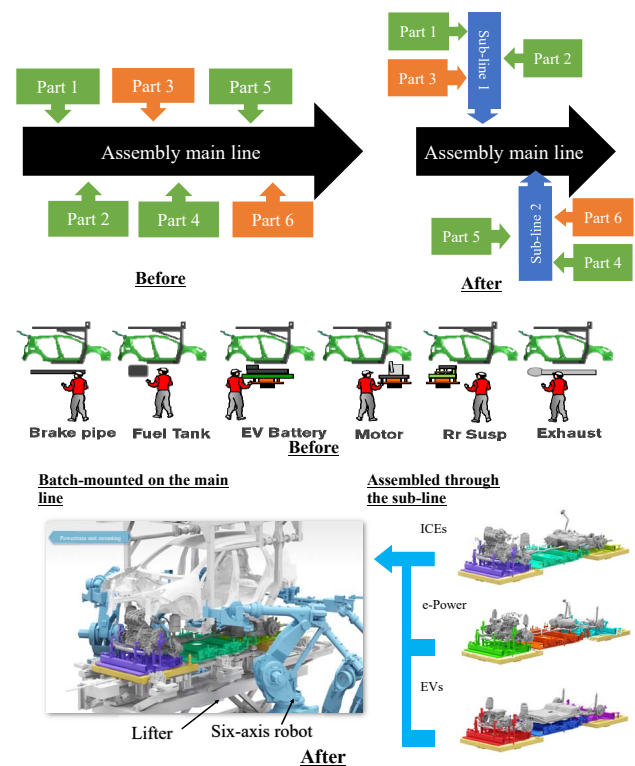 Part 1
Part 3
Part 5
Assembly main line
Part 2
Part 4
Part 6
Before
Part 1
Part 3
Sub-line 1
Part 2
Assembly main line
Part 5
Sub-line 2
Part 6
Part 4
After
Brake pipe
Fuel Tank
EV Battery
Motor
Rr Susp
Exhaust
Before
Batch-mounted on the main
line
Assembled through
the sub-line
Powertrain unit mounting
ICEs
e-Power
EVs
Lifter
Six-axis robot
After